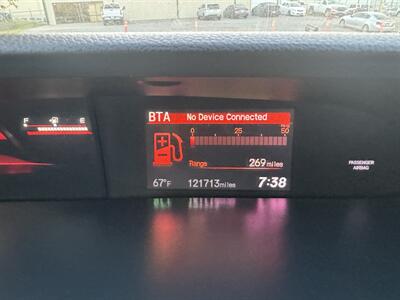 BTA No Device Connected
0 25 50
F E
Range 269 miles
67°F 121713 miles 7:38
PASSENGER
AIRBAG